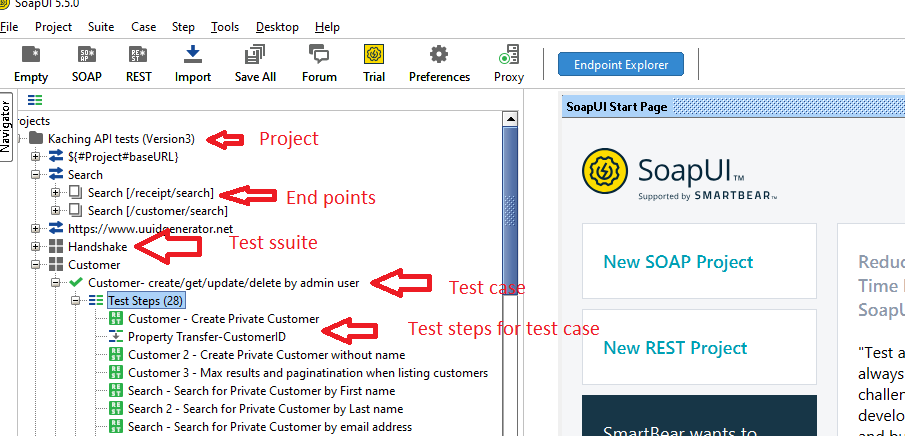 SoapUI 5.5.0
File Project Suite Case Step Tools Desktop Help
Empty SOAP REST Import Save All Forum Trial Preferences Proxy Endpoint Explorer
Navigator
rojects
SoapUI Start Page
Kaching API tests (Version3) Project
${#Project#baseURL}
Search
Search [/receipt/search] End points
Search [/customer/search]
https://www.uuidgenerator.net
Handshake Test ssuite
Customer
Customer- create/get/update/delete by admin user Test case
Test Steps (28)
Customer - Create Private Customer
Property Transfer-CustomerID Test steps for test case
Customer 2 - Create Private Customer without name
Customer 3 - Max results and paginatination when listing customers
Search - Search for Private Customer by First name
Search 2 - Search for Private Customer by Last name
Search - Search for Private Customer by email address
SoapUI™
Supported by SMARTBEAR™
New SOAP Project
New REST Project
SmartBear wants to
Reduc
Time
SoapU
"Test a
always
challen
develo
and bu